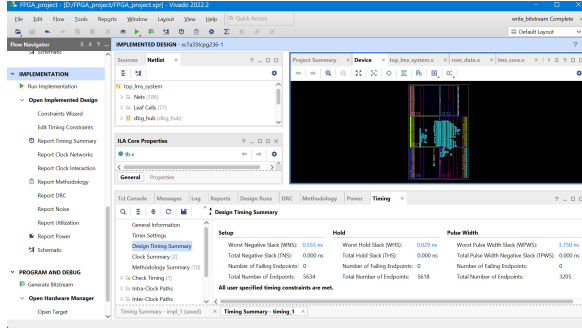 FPGA_project - [D:/FPGA_project/FPGA_project.xpr] - Vivado 2022.2
File Edit Flow Tools Reports Window Layout View Help Quick Access
write_bitstream Complete
Default Layout
Flow Navigator
IMPLEMENTED DESIGN - xc7a35tcpg236-1
Schematic
IMPLEMENTATION
Run Implementation
Open Implemented Design
Constraints Wizard
Edit Timing Constraints
Report Timing Summary
Report Clock Networks
Report Clock Interaction
Report Methodology
Report DRC
Report Noise
Report Utilization
Report Power
Schematic
PROGRAM AND DEBUG
Generate Bitstream
Open Hardware Manager
Open Target
Sources Netlist
top_lns_system
Nets (186)
Leaf Cells (77)
dbg_hub (dbg_hub)
ILA Core Properties
tb.v
General Properties
Project Summary Device top_lns_system.v rom_data.v lns_core.v
Tcl Console Messages Log Reports Design Runs DRC Methodology Power Timing
General Information
Timer Settings
Design Timing Summary
Clock Summary (2)
Methodology Summary (10)
Check Timing (1)
Intra-Clock Paths
Inter-Clock Paths
Design Timing Summary
Setup Hold Pulse Width
Worst Negative Slack (WNS): 0.555 ns Worst Hold Slack (WHS): 0.029 ns Worst Pulse Width Slack (WPWS): 3.750 ns
Total Negative Slack (TNS): 0.000 ns Total Hold Slack (THS): 0.000 ns Total Pulse Width Negative Slack (TPWS): 0.000 ns
Number of Failing Endpoints: 0 Number of Failing Endpoints: 0 Number of Failing Endpoints: 0
Total Number of Endpoints: 5634 Total Number of Endpoints: 5618 Total Number of Endpoints: 3205
All user specified timing constraints are met.
Timing Summary - impl_1 (saved) Timing Summary - timing_1